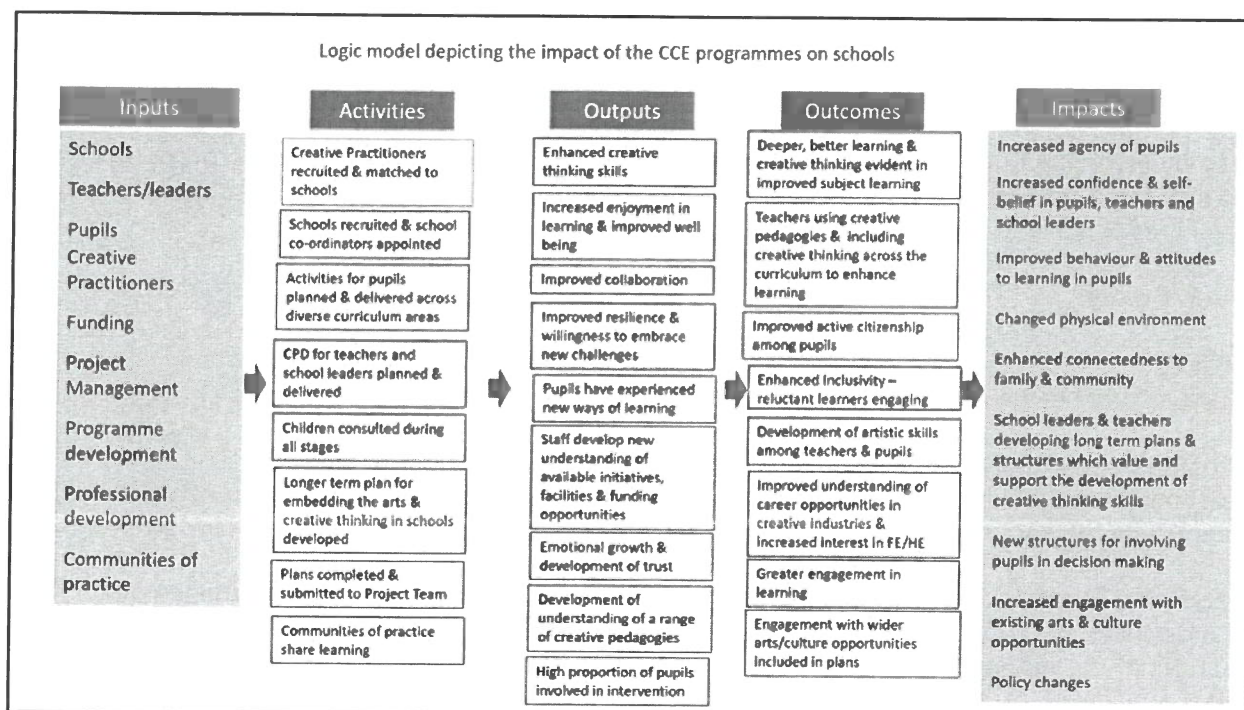 Logic model depicting the impact of the CCE programmes on schools
Inputs
Schools
Teachers/leaders
Pupils
Creative
Practitioners
Funding
Project
Management
Programme
development
Professional
development
Communities of
practice
Activities
Creative Practitioners
recruited & matched to
schools
Schools recruited & school
co-ordinators appointed
Activities for pupils
planned & delivered across
diverse curriculum areas
CPD for teachers and
school leaders planned &
delivered
Children consulted during
all stages
Longer term plan for
embedding the arts &
creative thinking in schools
developed
Plans completed &
submitted to Project Team
Communities of practice
share learning
Outputs
Enhanced creative
thinking skills
Increased enjoyment in
learning & improved well
being
Improved collaboration
Improved resilience &
willingness to embrace
new challenges
Pupils have experienced
new ways of learning
Staff develop new
understanding of
available initiatives,
facilities & funding
opportunities
Emotional growth &
development of trust
Development of
understanding of a range
of creative pedagogies
High proportion of pupils
involved in intervention
Outcomes
Deeper, better learning &
creative thinking evident in
improved subject learning
Teachers using creative
pedagogies & including
creative thinking across the
curriculum to enhance
learning
Improved active citizenship
among pupils
Enhanced Inclusivity –
reluctant learners engaging
Development of artistic skills
among teachers & pupils
Improved understanding of
career opportunities in
creative industries &
increased interest in FE/HE
Greater engagement in
learning
Engagement with wider
arts/culture opportunities
included in plans
Impacts
Increased agency of pupils
Increased confidence & self-
belief in pupils, teachers and
school leaders
Improved behaviour & attitudes
to learning in pupils
Changed physical environment
Enhanced connectedness to
family & community
School leaders & teachers
developing long term plans &
structures which value and
support the development of
creative thinking skills
New structures for involving
pupils in decision making
Increased engagement with
existing arts & culture
opportunities
Policy changes